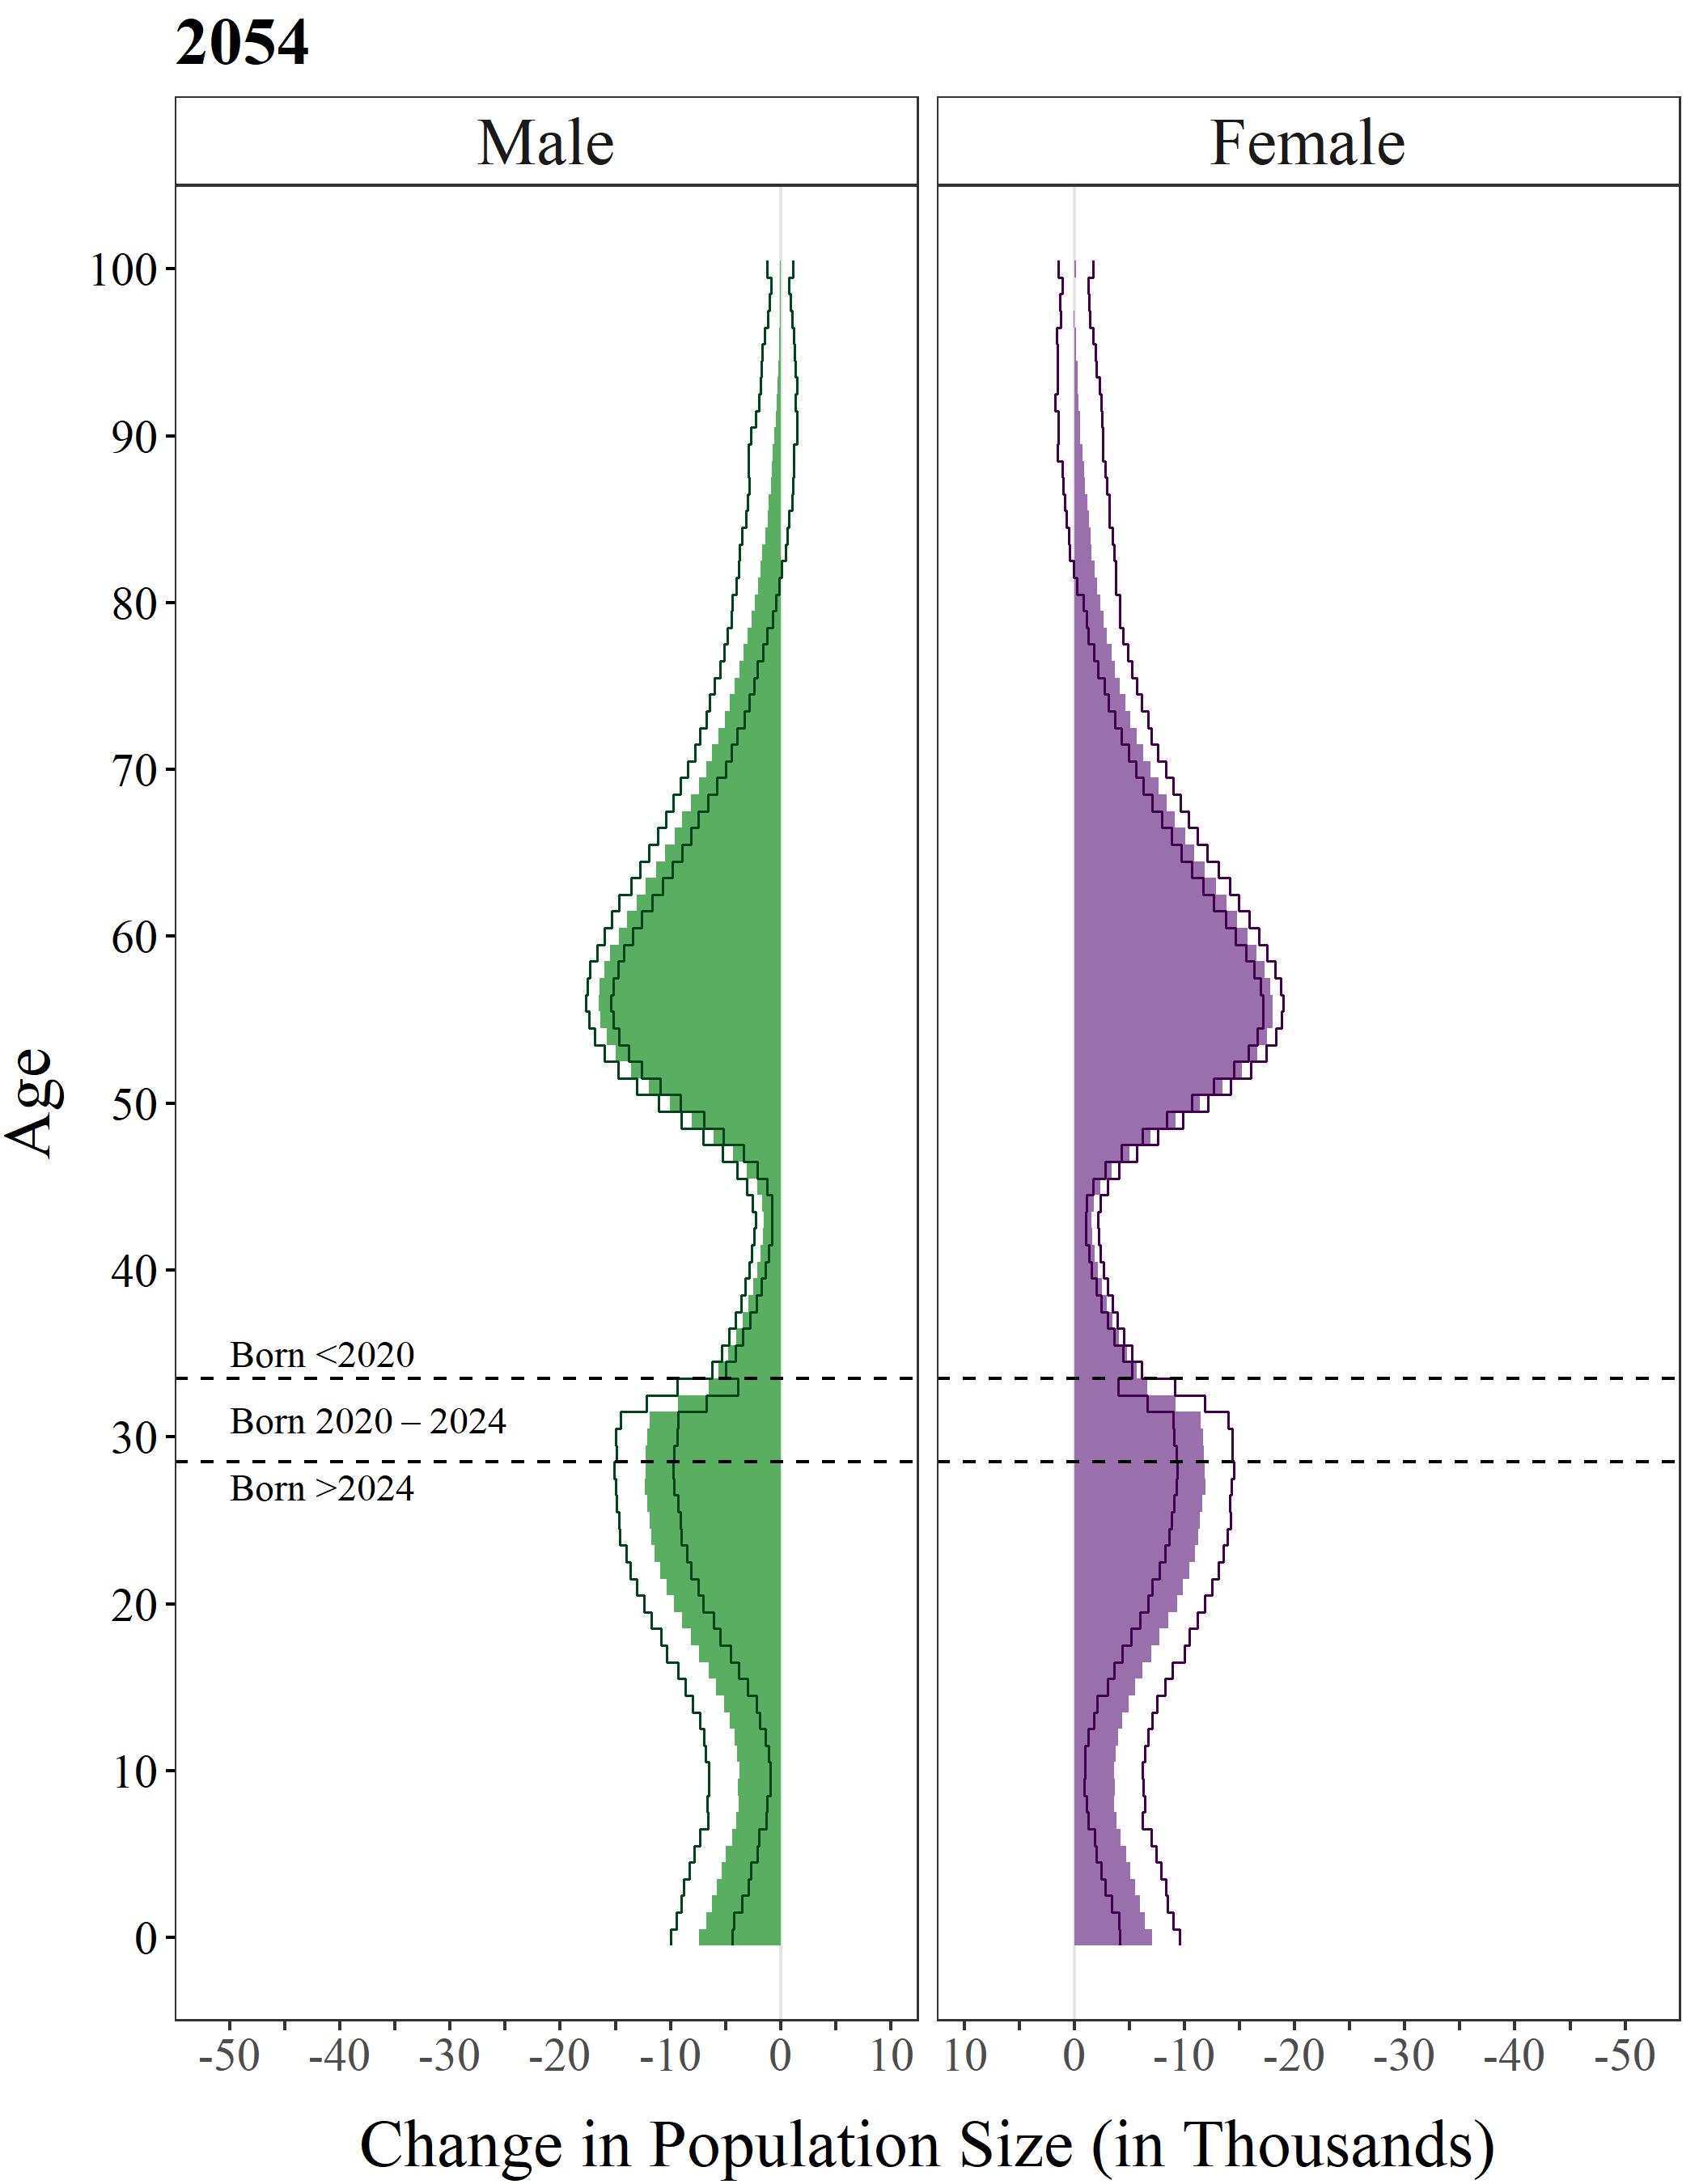 2054
Male
Female
100
90
80
70
60
50
40
30
20
10
0
Age
Born <2020
Born 2020 – 2024
Born >2024
-50 -40 -30 -20 -10 0 10
10 0 -10 -20 -30 -40 -50
Change in Population Size (in Thousands)